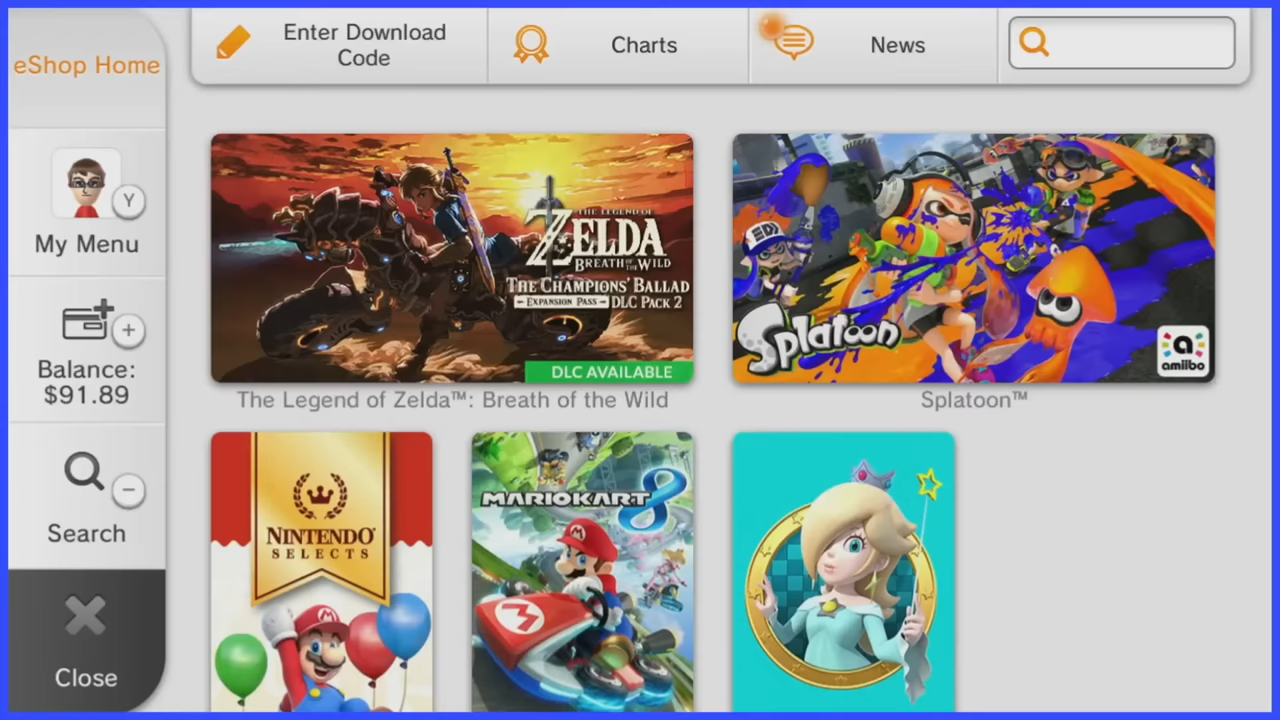 eShop Home
Enter Download
Code
Charts
News
Y
My Menu
+
Balance:
$91.89
−
Search
Close
THE LEGEND OF
ZELDA
BREATH OF THE WILD
THE CHAMPIONS' BALLAD
EXPANSION PASS DLC PACK 2
DLC AVAILABLE
The Legend of Zelda™: Breath of the Wild
Splatoon
a
amiibo
Splatoon™
NINTENDO®
SELECTS
M
MARIOKART 8
M
M